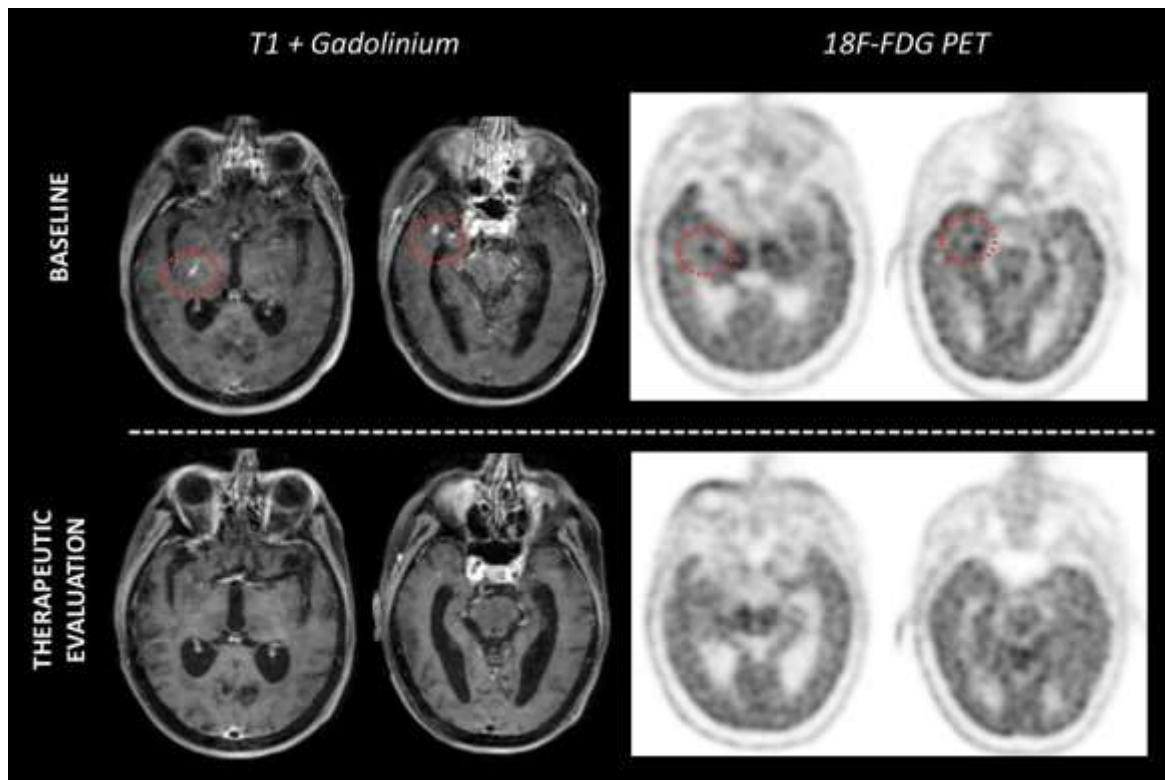 T1 + Gadolinium
18F-FDG PET
BASELINE
THERAPEUTIC
EVALUATION